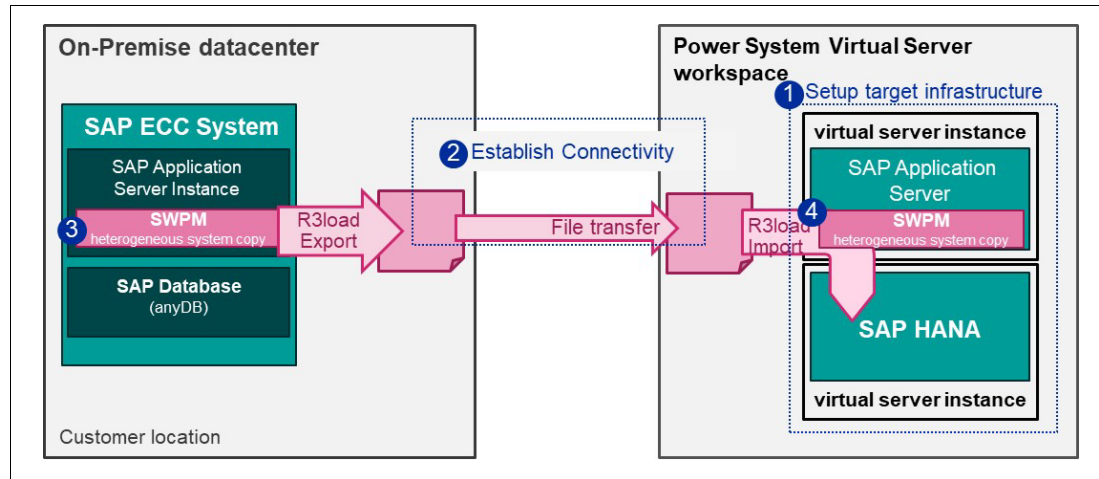 On-Premise datacenter
SAP ECC System
SAP Application
Server Instance
3
SWPM
heterogeneous system copy
SAP Database
(anyDB)
Customer location
R3load
Export
2 Establish Connectivity
File transfer
Power System Virtual Server
workspace
1 Setup target infrastructure
virtual server instance
SAP Application
Server
R3load
Import
4
SWPM
heterogeneous system copy
SAP HANA
virtual server instance